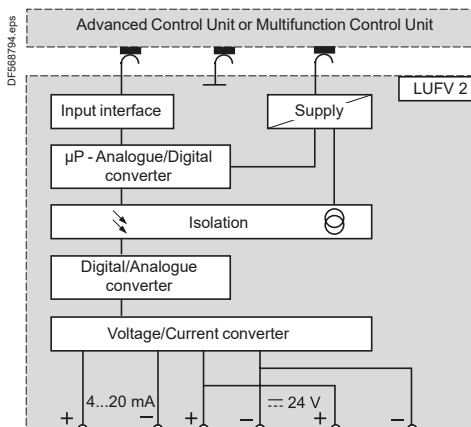 Advanced Control Unit or Multifunction Control Unit
DF568794.eps
LUFV 2
Input interface
Supply
µP - Analogue/Digital
converter
Isolation
Digital/Analogue
converter
Voltage/Current converter
4...20 mA
24 V
+ – + – + –